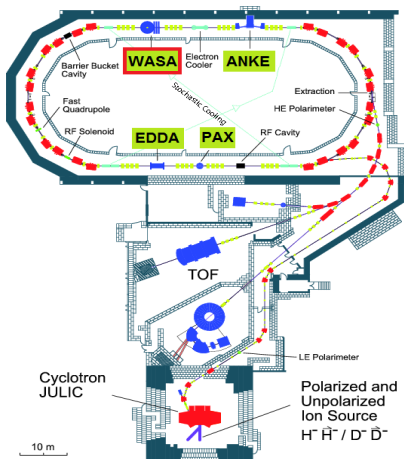 Barrier Bucket
Cavity
WASA
Electron
Cooler
ANKE
Stochastic Cooling
Extraction
HE Polarimeter
Fast
Quadrupole
RF Solenoid
EDDA
PAX
RF Cavity
TOF
LE Polarimeter
Cyclotron
JULIC
Polarized and
Unpolarized
Ion Source
H⁻ H⃗⁻ / D⁻ D⃗⁻
10 m